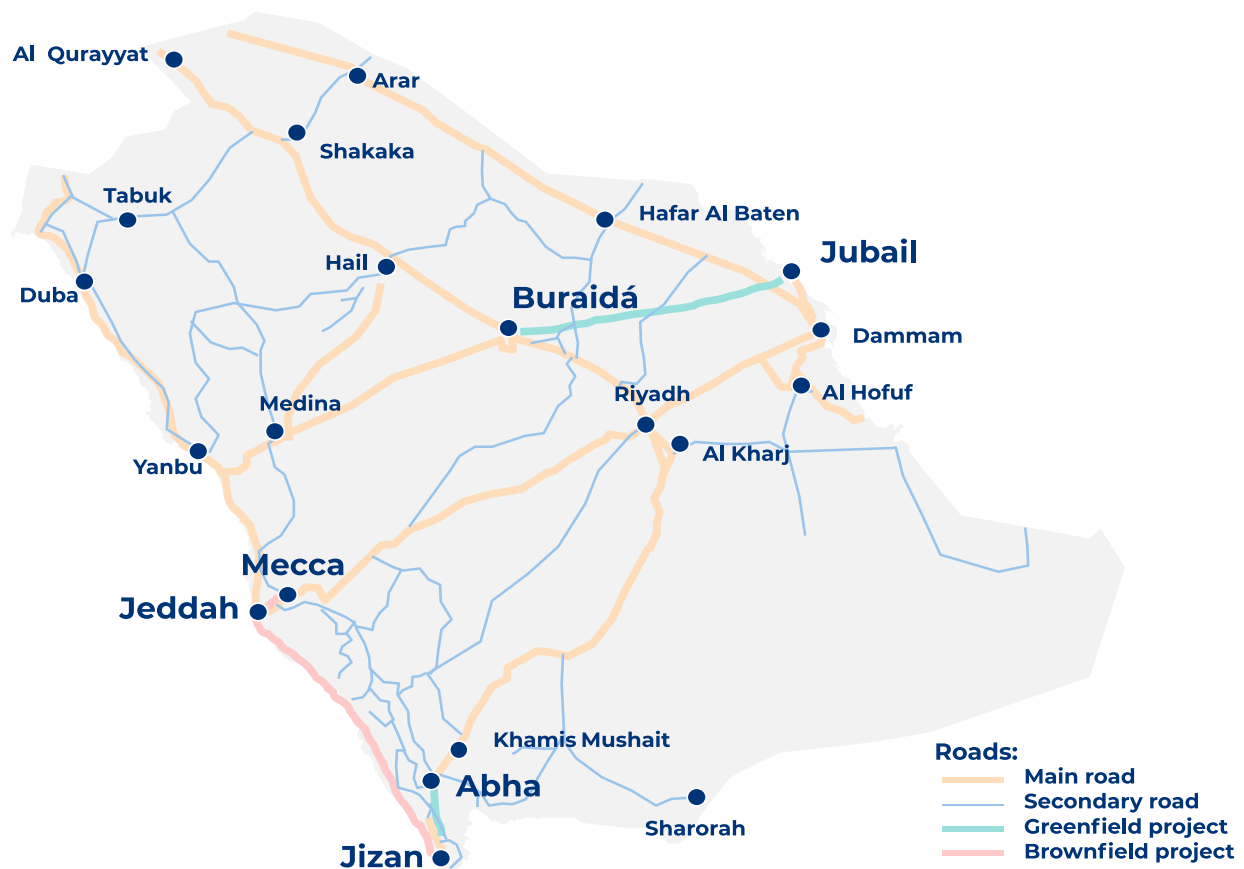 Al Qurayyat
Arar
Shakaka
Tabuk
Hafar Al Baten
Jubail
Hail
Duba
Buraidá
Dammam
Riyadh
Al Hofuf
Medina
Al Kharj
Yanbu
Mecca
Jeddah
Khamis Mushait
Abha
Sharorah
Jizan
Roads:
Main road
Secondary road
Greenfield project
Brownfield project